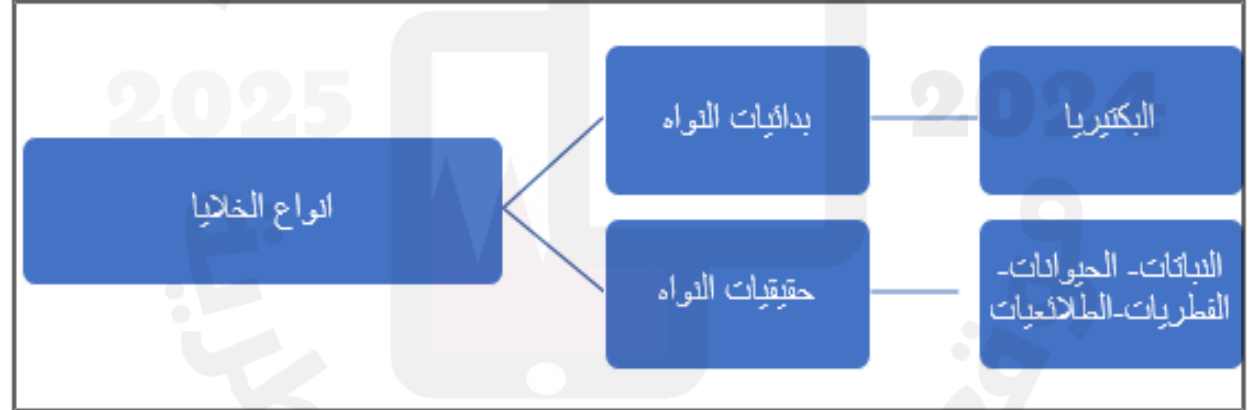 انواع الخلايا
بدائيات النواه
البكتيريا
حقيقيات النواه
النباتات- الحيوانات-
الفطريات-الطلائعيات
2025
2024